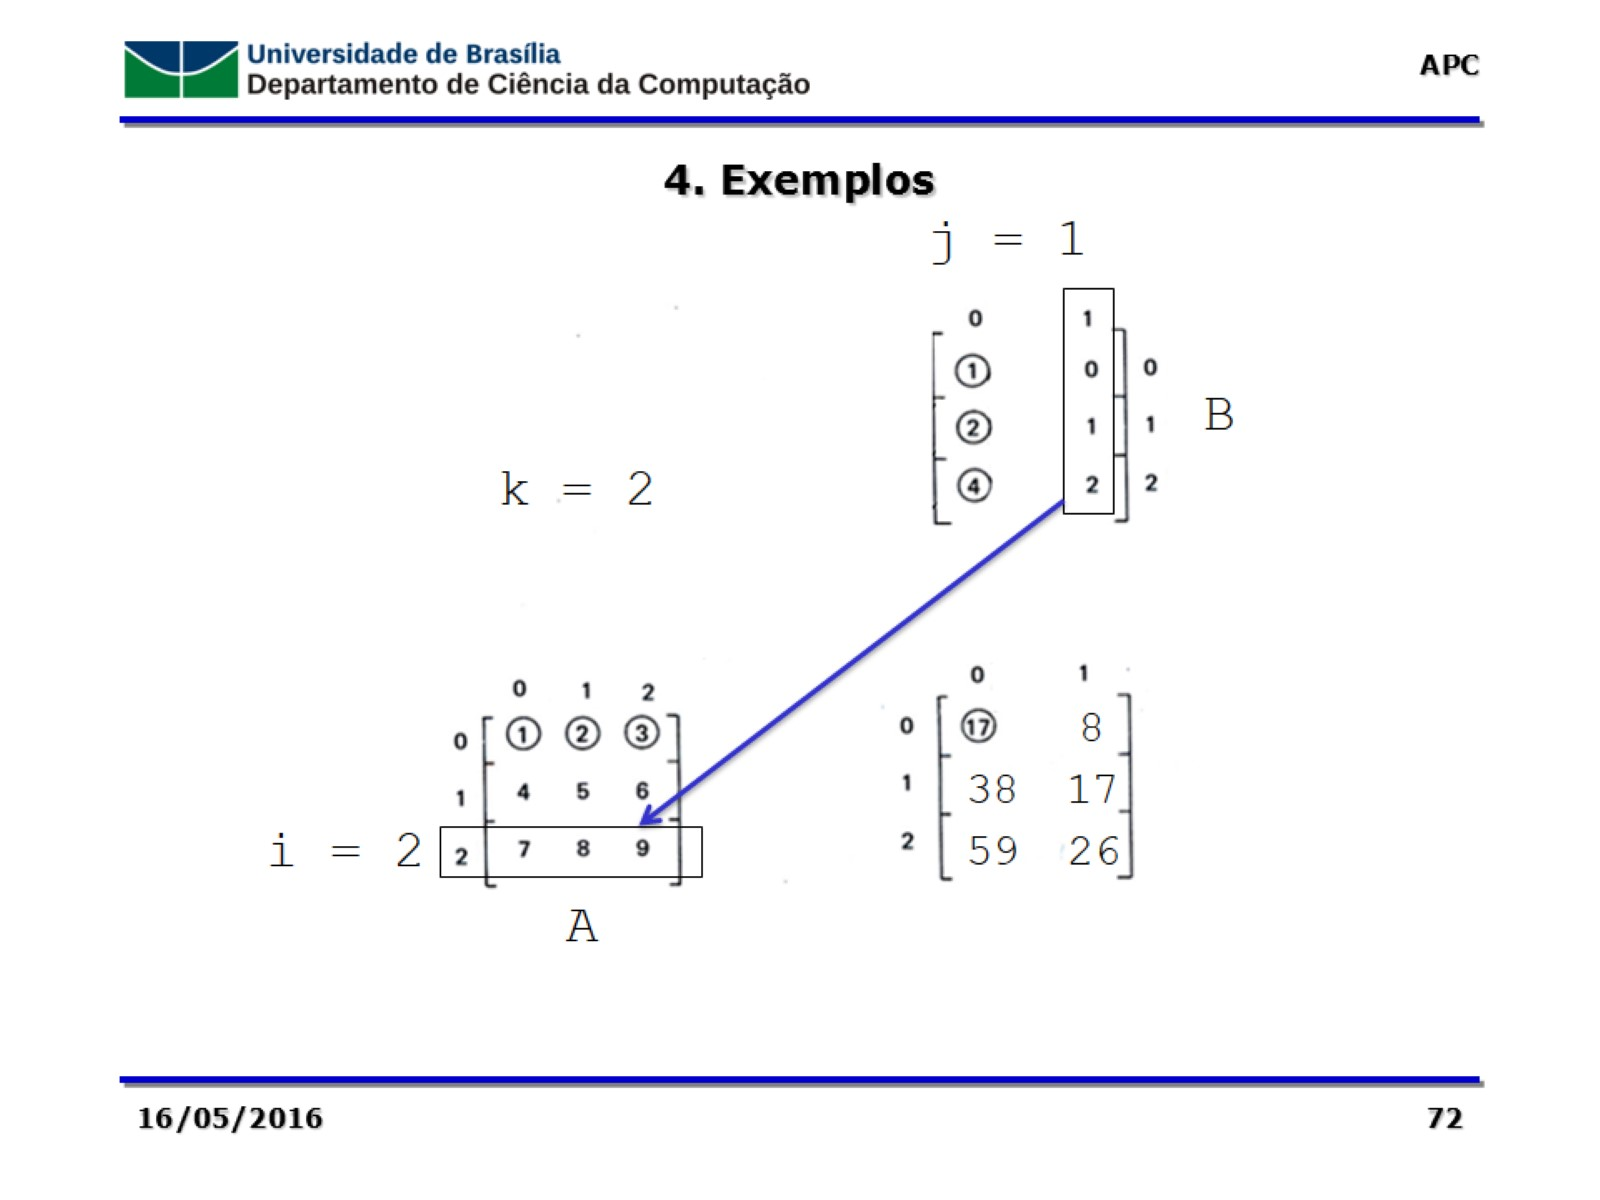 Universidade de Brasília
Departamento de Ciência da Computação
APC
4. Exemplos
j = 1
0 1
1 0 0
2 1 1
4 2 2
B
k = 2
0 1 2
0 1 2 3
1 4 5 6
i = 2 2 7 8 9
A
0 1
0 17 8
1 38 17
2 59 26
16/05/2016
72